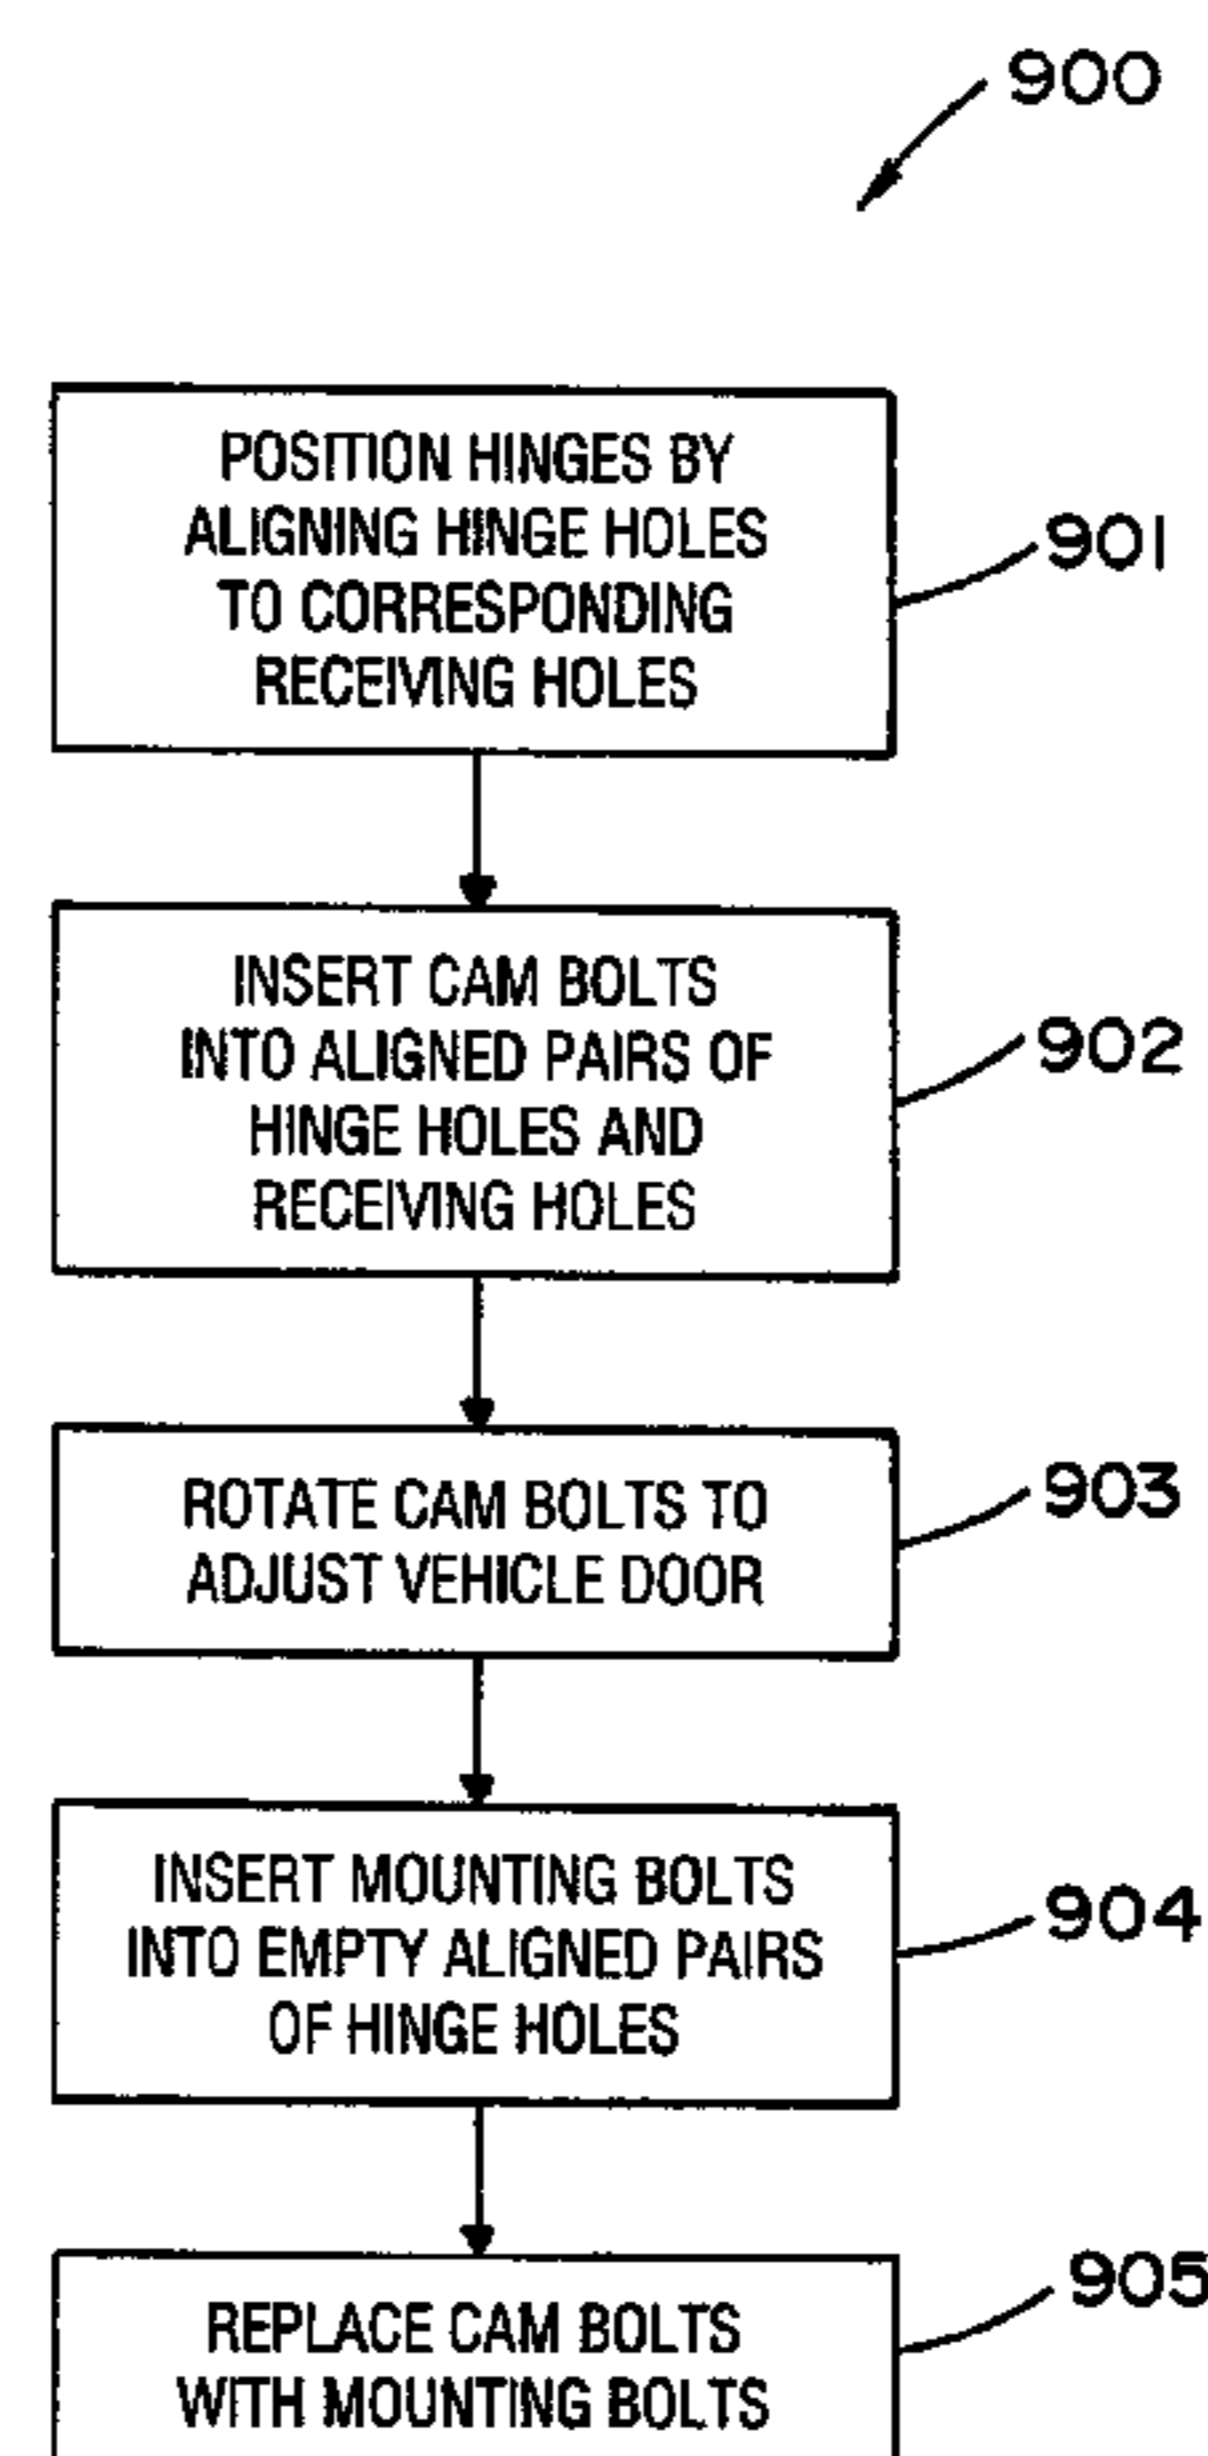 900
POSITION HINGES BY
ALIGNING HINGE HOLES
TO CORRESPONDING
RECEIVING HOLES
901
INSERT CAM BOLTS
INTO ALIGNED PAIRS OF
HINGE HOLES AND
RECEIVING HOLES
902
ROTATE CAM BOLTS TO
ADJUST VEHICLE DOOR
903
INSERT MOUNTING BOLTS
INTO EMPTY ALIGNED PAIRS
OF HINGE HOLES
904
REPLACE CAM BOLTS
WITH MOUNTING BOLTS
905